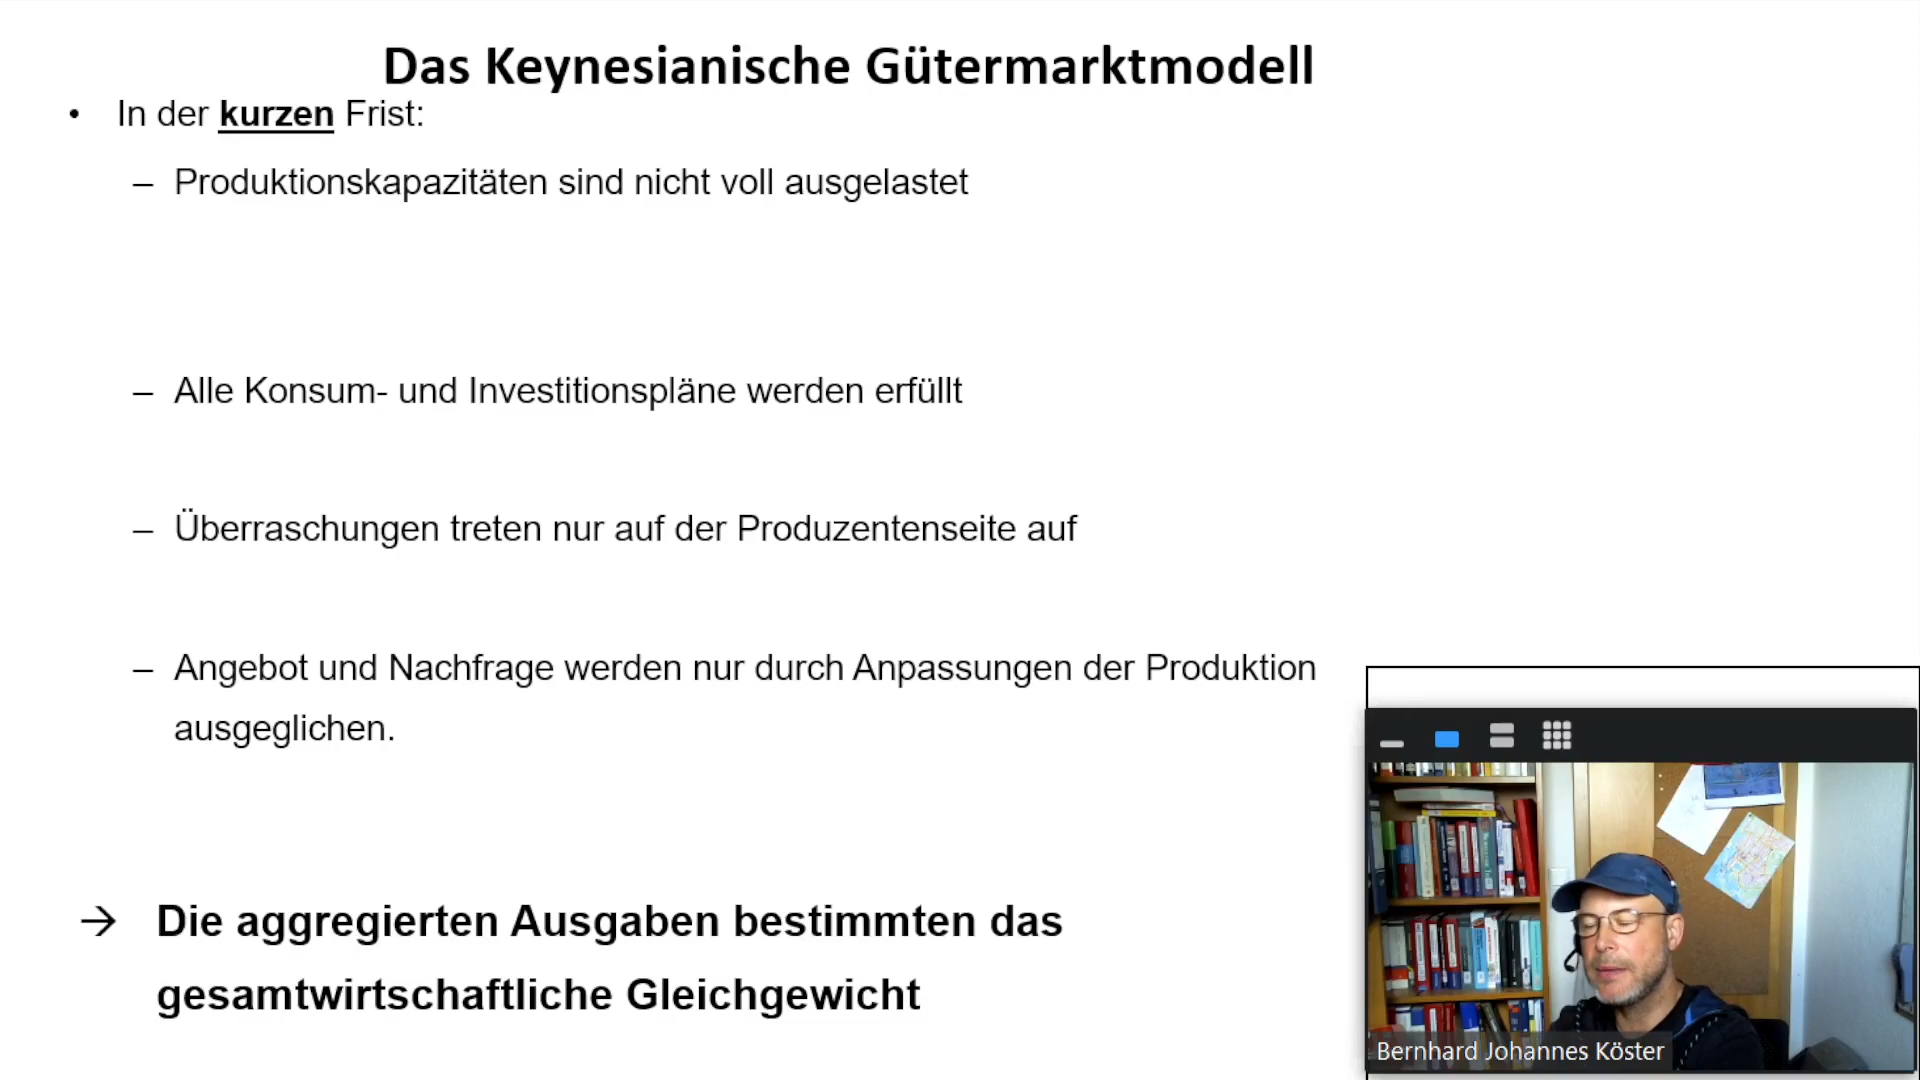 Das Keynesianische Gütermarktmodell
• In der kurzen Frist:
– Produktionskapazitäten sind nicht voll ausgelastet
– Alle Konsum- und Investitionspläne werden erfüllt
– Überraschungen treten nur auf der Produzentenseite auf
– Angebot und Nachfrage werden nur durch Anpassungen der Produktion
ausgeglichen.
→ Die aggregierten Ausgaben bestimmten das
gesamtwirtschaftliche Gleichgewicht
Bernhard Johannes Köster